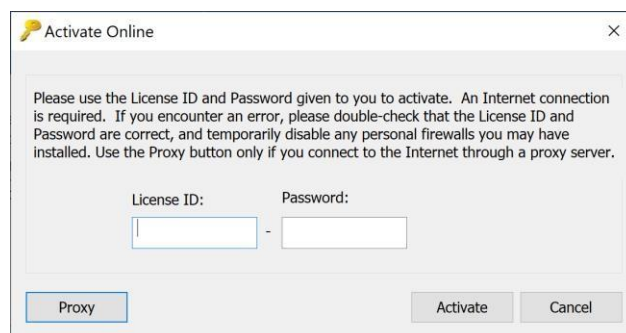 Activate Online
Please use the License ID and Password given to you to activate. An Internet connection
is required. If you encounter an error, please double-check that the License ID and
Password are correct, and temporarily disable any personal firewalls you may have
installed. Use the Proxy button only if you connect to the Internet through a proxy server.
License ID: Password:
-
Proxy Activate Cancel